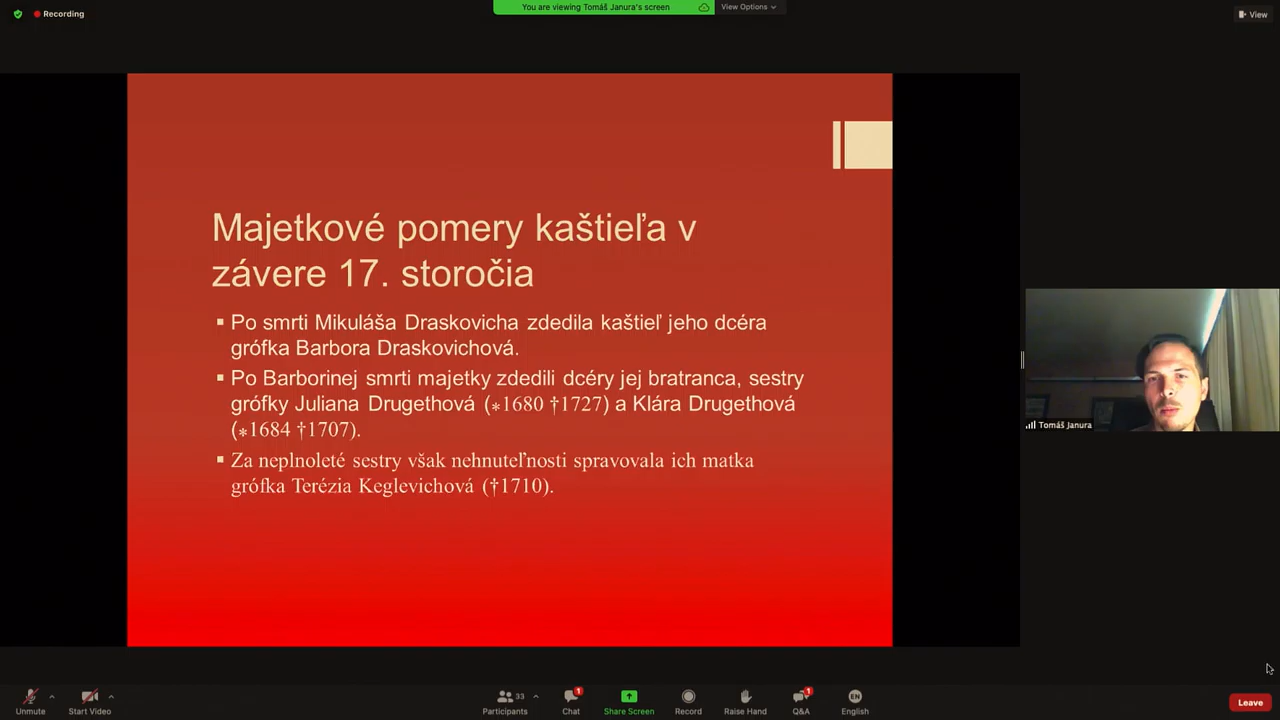 Recording
You are viewing Tomáš Janura's screen
View Options
View
Majetkové pomery kaštieľa v
závere 17. storočia
Po smrti Mikuláša Draskovicha zdedila kaštieľ jeho dcéra
grófka Barbora Draskovichová.
Po Barborinej smrti majetky zdedili dcéry jej bratranca, sestry
grófky Juliana Drugethová (⁎1680 †1727) a Klára Drugethová
(⁎1684 †1707).
Za neplnoleté sestry však nehnuteľnosti spravovala ich matka
grófka Terézia Keglevichová (†1710).
Tomáš Janura
Unmute
Start Video
33
Participants
1
Chat
Share Screen
Record
Raise Hand
1
Q&A
EN
English
Leave